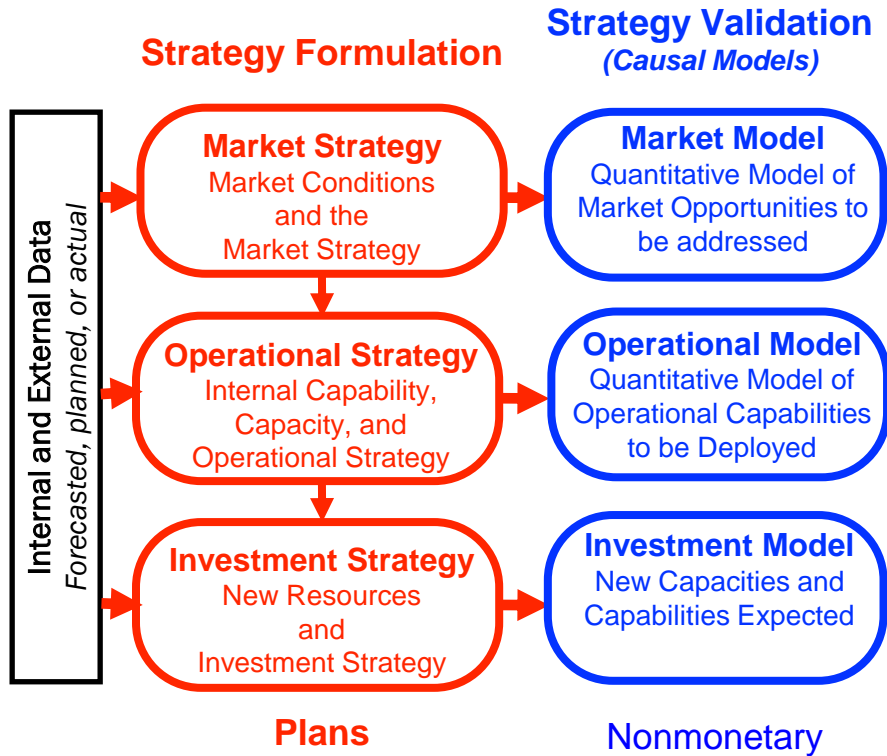 Strategy Formulation
Strategy Validation
(Causal Models)
Internal and External Data
Forecasted, planned, or actual
Market Strategy
Market Conditions
and the
Market Strategy
Market Model
Quantitative Model of
Market Opportunities to
be addressed
Operational Strategy
Internal Capability,
Capacity, and
Operational Strategy
Operational Model
Quantitative Model of
Operational Capabilities
to be Deployed
Investment Strategy
New Resources
and
Investment Strategy
Investment Model
New Capacities and
Capabilities Expected
Plans
Nonmonetary